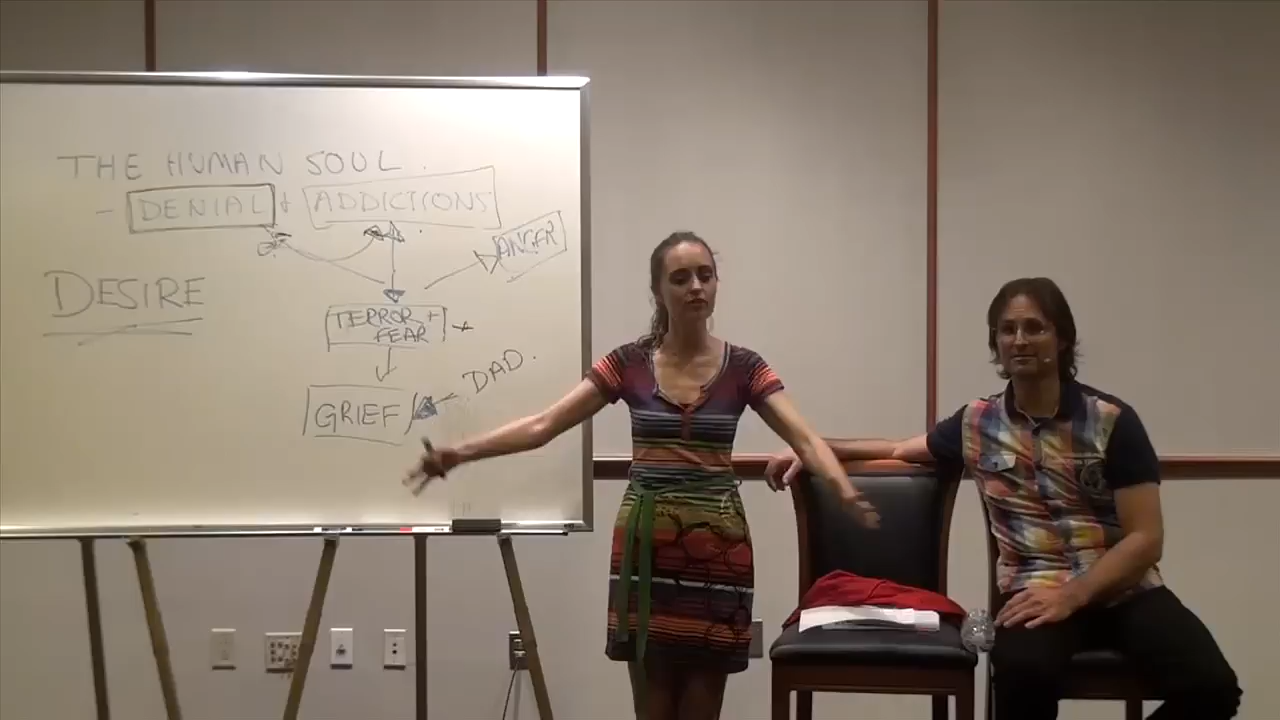 THE HUMAN SOUL.
- DENIAL + ADDICTIONS
ANGER
DESIRE
TERROR +
FEAR
DAD.
GRIEF